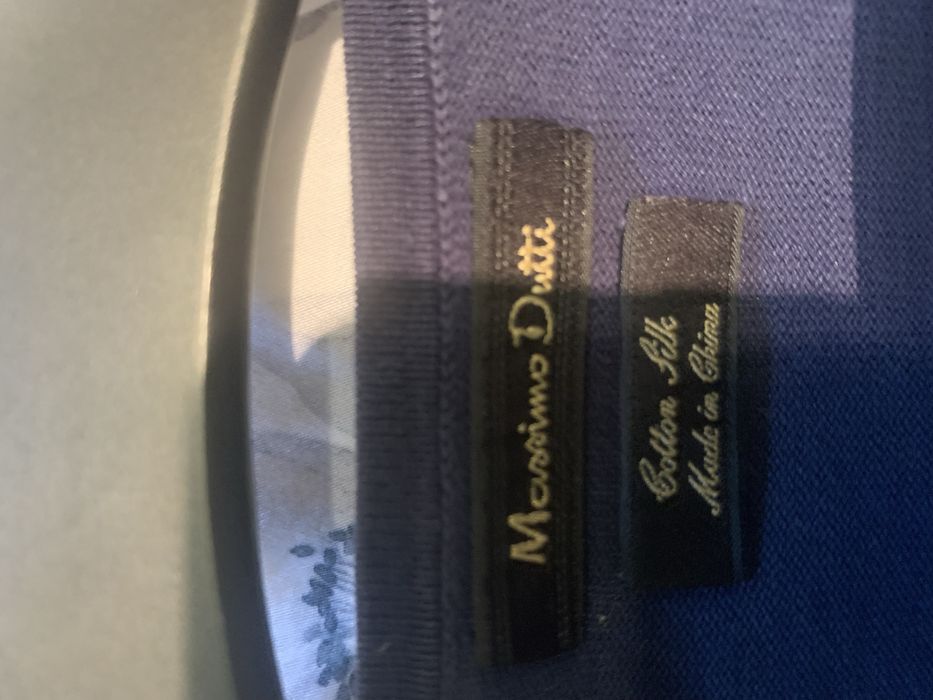 Massimo Dutti
Cotton Silk
Made in China